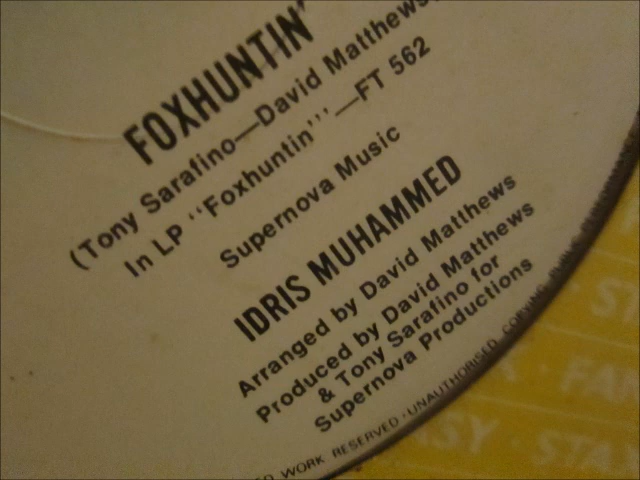 FOXHUNTIN'
(Tony Sarafino—David Matthews
In LP "Foxhuntin'"—FT 562
Supernova Music
IDRIS MUHAMMED
Arranged by David Matthews
Produced by David Matthews
& Tony Sarafino for
Supernova Productions
WORK RESERVED · UNAUTHORISED COPYING